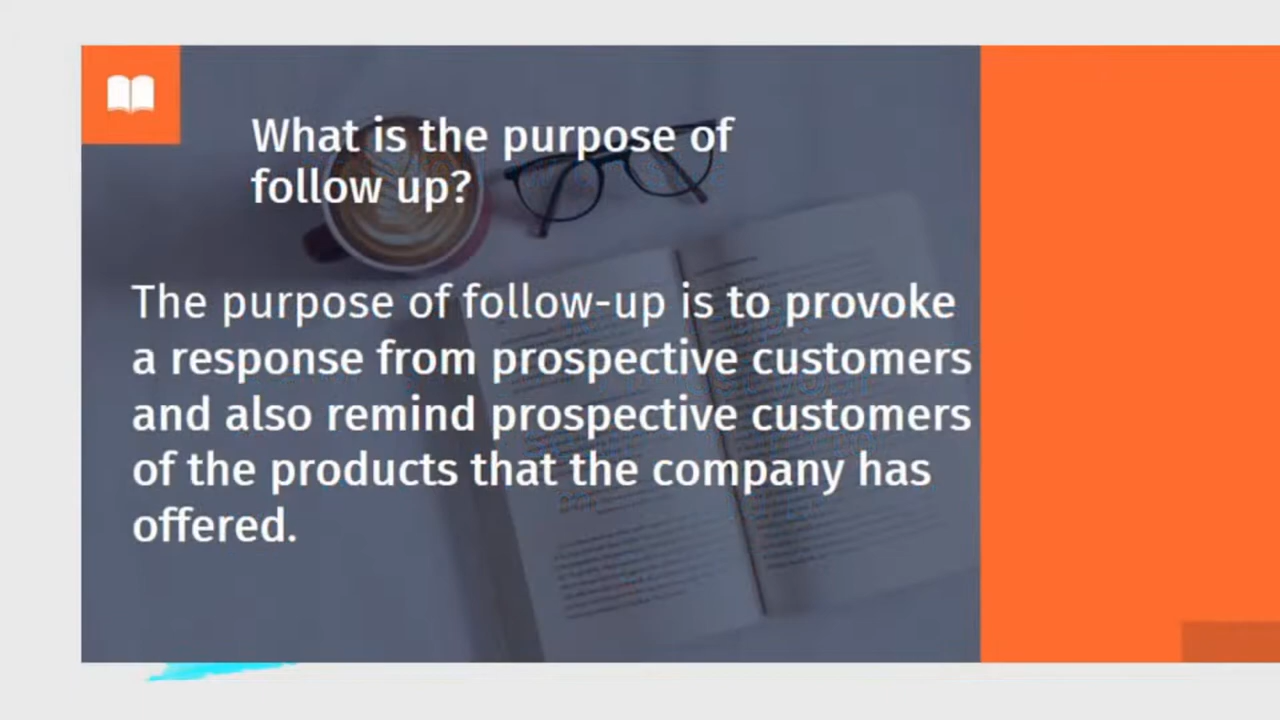 What is the purpose of
follow up?
The purpose of follow-up is to provoke
a response from prospective customers
and also remind prospective customers
of the products that the company has
offered.